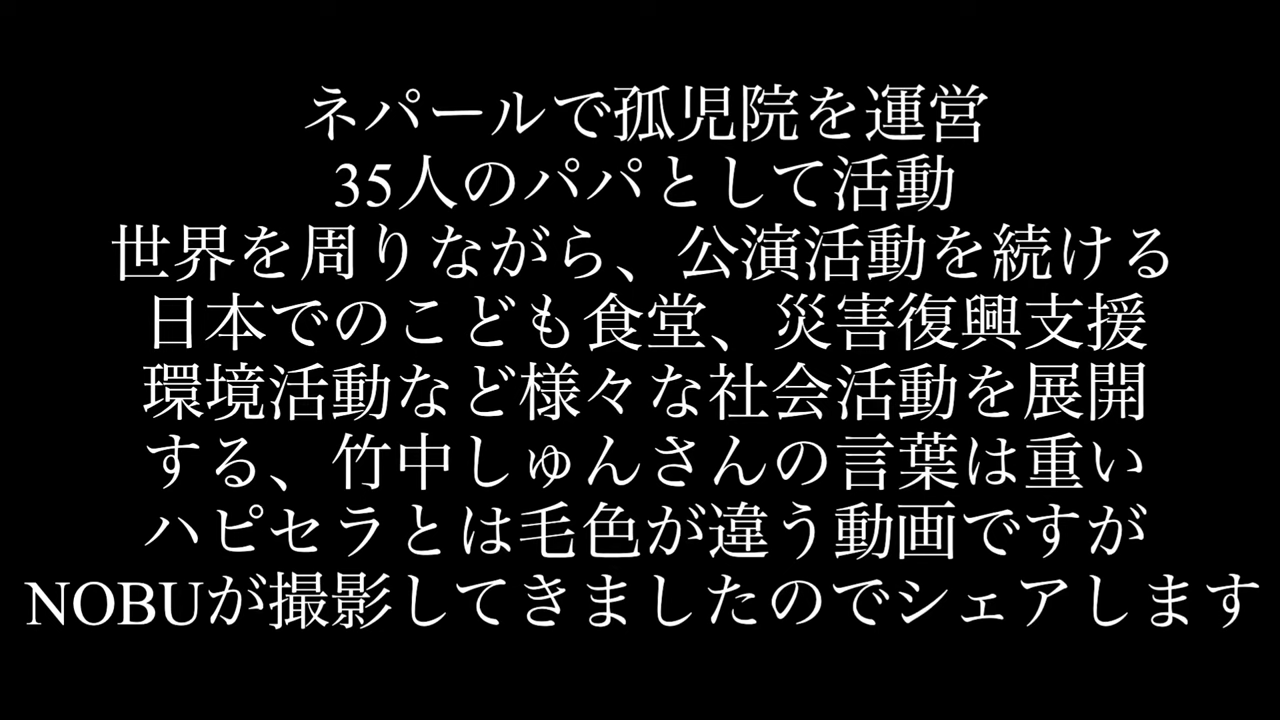 ネパールで孤児院を運営
35人のパパとして活動
世界を周りながら、公演活動を続ける
日本でのこども食堂、災害復興支援
環境活動など様々な社会活動を展開
する、竹中しゅんさんの言葉は重い
ハピセラとは毛色が違う動画ですが
NOBUが撮影してきましたのでシェアします